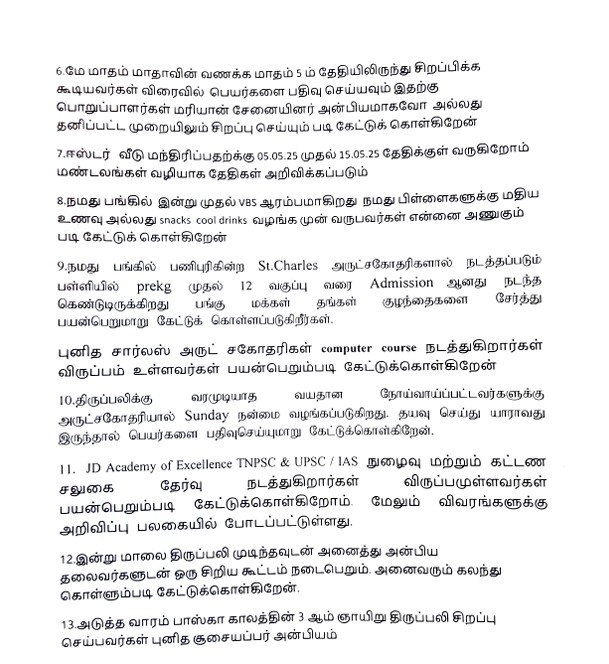 6.மே மாதம் மாதாவின் வணக்க மாதம் 5 ம் தேதியிலிருந்து சிறப்பிக்க
கூடியவர்கள் விரைவில் பெயர்களை பதிவு செய்யவும் இதற்கு
பொறுப்பாளர்கள் மரியான் சேனையினர் அன்பியமாகவோ அல்லது
தனிப்பட்ட முறையிலும் சிறப்பு செய்யும் படி கேட்டுக் கொள்கிறேன்
7.ஈஸ்டர் வீடு மந்திரிப்பதற்க்கு 05.05.25 முதல் 15.05.25 தேதிக்குள் வருகிறோம்
மண்டலங்கள் வழியாக தேதிகள் அறிவிக்கப்படும்
8.நமது பங்கில் இன்று முதல் VBS ஆரம்பமாகிறது நமது பிள்ளைகளுக்கு மதிய
உணவு அல்லது snacks cool drinks வழங்க முன் வருபவர்கள் என்னை அணுகும்
படி கேட்டுக் கொள்கிறேன்
9.நமது பங்கில் பணிபுரிகின்ற St.Charles அருட்சகோதரிகளால் நடத்தப்படும்
பள்ளியில் prekg முதல் 12 வகுப்பு வரை Admission ஆனது நடந்த
கெண்டுடிருகிறது பங்கு மக்கள் தங்கள் குழந்தைகளை சேர்த்து
பயன்பெறுமாறு கேட்டுக் கொள்ளப்படுகிறீர்கள்.
புனித சார்லஸ் அருட் சகோதரிகள் computer course நடத்துகிறார்கள்
விருப்பம் உள்ளவர்கள் பயன்பெறும்படி கேட்டுக்கொள்கிறேன்
10.திருப்பலிக்கு வரமுடியாத வயதான நோய்வாய்ப்பட்டவர்களுக்கு
அருட்சகோதரியால் Sunday நன்மை வழங்கப்படுகிறது. தயவு செய்து யாராவது
இருந்தால் பெயர்களை பதிவுசெய்யுமாறு கேட்டுக்கொள்கிறேன்.
11. JD Academy of Excellence TNPSC & UPSC / IAS நுழைவு மற்றும் கட்டண
சலுகை தேர்வு நடத்துகிறார்கள் விருப்பமுள்ளவர்கள்
பயன்பெறும்படி கேட்டுக்கொள்கிறோம். மேலும் விவரங்களுக்கு
அறிவிப்பு பலகையில் போடப்பட்டுள்ளது.
12.இன்று மாலை திருப்பலி முடிந்தவுடன் அனைத்து அன்பிய
தலைவர்களுடன் ஒரு சிறிய கூட்டம் நடைபெறும். அனைவரும் கலந்து
கொள்ளும்படி கேட்டுக்கொள்கிறேன்.
13.அடுத்த வாரம் பாஸ்கா காலத்தின் 3 ஆம் ஞாயிறு திருப்பலி சிறப்பு
செய்பவர்கள் புனித சூசையப்பர் அன்பியம்